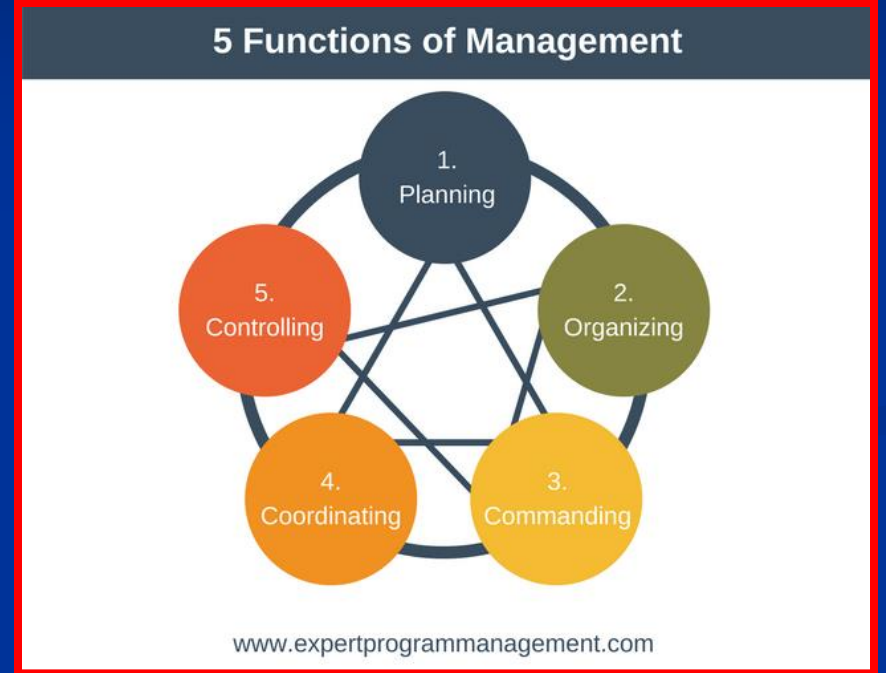 5 Functions of Management
1.
Planning
2.
Organizing
3.
Commanding
4.
Coordinating
5.
Controlling
www.expertprogrammanagement.com